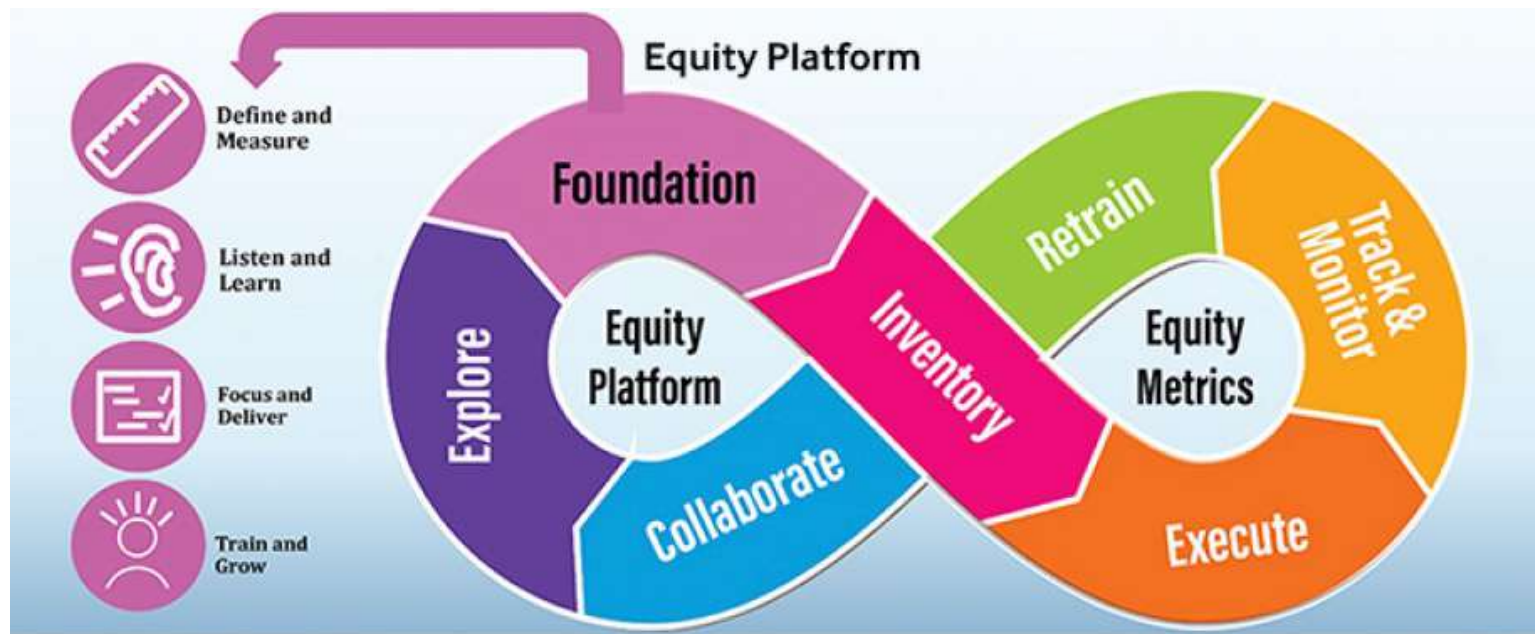 Equity Platform
Define and
Measure
Listen and
Learn
Focus and
Deliver
Train and
Grow
Foundation
Explore
Equity
Platform
Collaborate
Inventory
Retrain
Track &
Monitor
Equity
Metrics
Execute